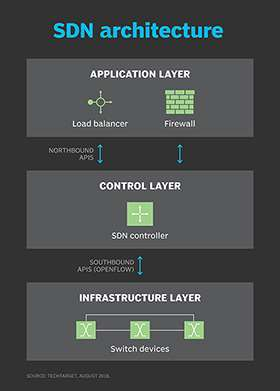 SDN architecture
APPLICATION LAYER
Load balancer
Firewall
NORTHBOUND
APIS
CONTROL LAYER
SDN controller
SOUTHBOUND
APIS (OPENFLOW)
INFRASTRUCTURE LAYER
Switch devices
SOURCE: TECHTARGET, AUGUST 2018.